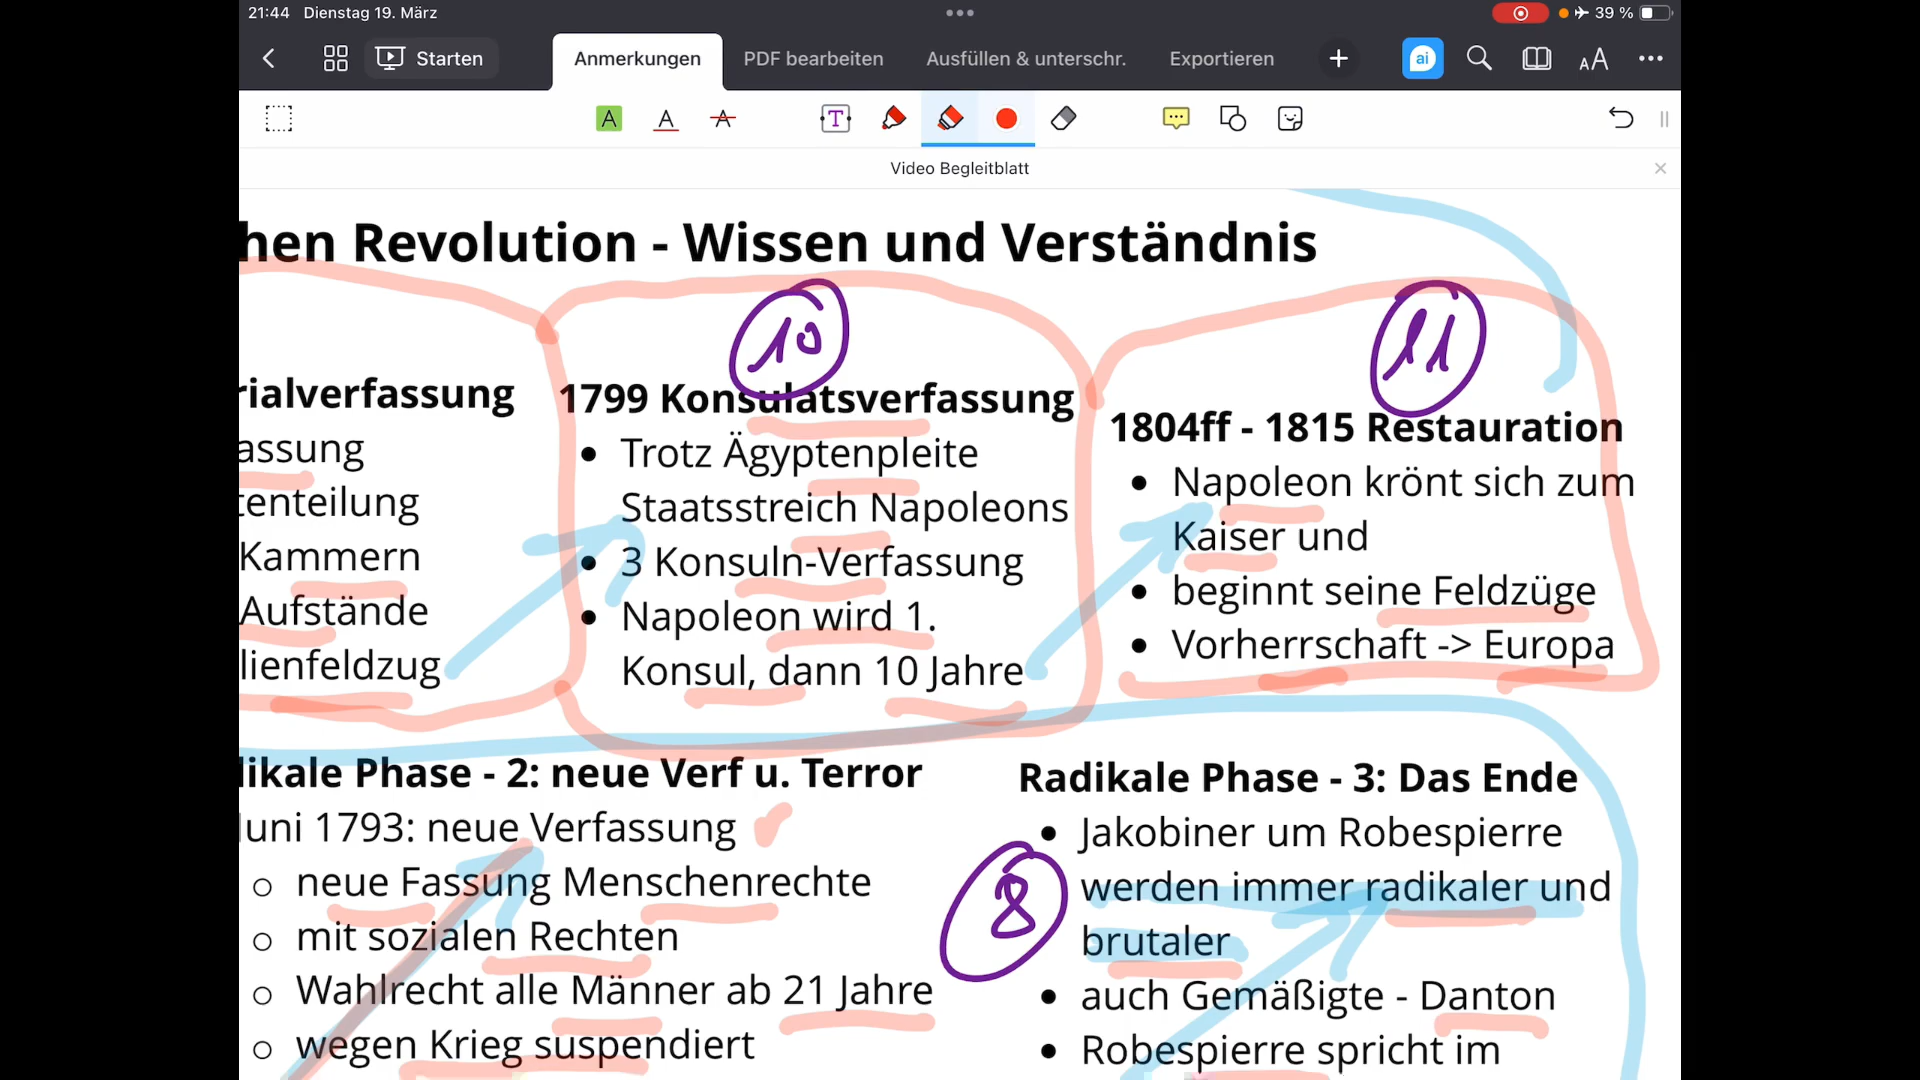 21:44 Dienstag 19. März
39 %
Starten
Anmerkungen
PDF bearbeiten
Ausfüllen & unterschr.
Exportieren
ai
AA
A A A T
Video Begleitblatt
hen Revolution - Wissen und Verständnis
rialverfassung
assung
tenteilung
Kammern
Aufstände
lienfeldzug
10
1799 Konsulatsverfassung
• Trotz Ägyptenpleite
Staatsstreich Napoleons
• 3 Konsuln-Verfassung
• Napoleon wird 1.
Konsul, dann 10 Jahre
11
1804ff - 1815 Restauration
• Napoleon krönt sich zum
Kaiser und
• beginnt seine Feldzüge
• Vorherrschaft -> Europa
dikale Phase - 2: neue Verf u. Terror
Juni 1793: neue Verfassung
○ neue Fassung Menschenrechte
○ mit sozialen Rechten
○ Wahlrecht alle Männer ab 21 Jahre
○ wegen Krieg suspendiert
8
Radikale Phase - 3: Das Ende
• Jakobiner um Robespierre
werden immer radikaler und
brutaler
• auch Gemäßigte - Danton
• Robespierre spricht im